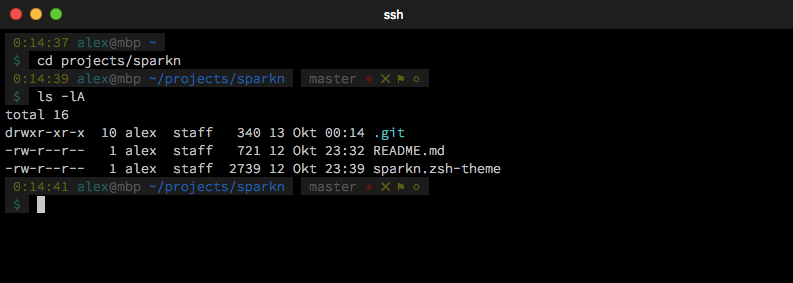 ssh
0:14:37 alex@mbp ~
$ cd projects/sparkn
0:14:39 alex@mbp ~/projects/sparkn master • ✕ ⚑ ○
$ ls -lA
total 16
drwxr-xr-x  10 alex  staff   340 13 Okt 00:14 .git
-rw-r--r--   1 alex  staff   721 12 Okt 23:32 README.md
-rw-r--r--   1 alex  staff  2739 12 Okt 23:39 sparkn.zsh-theme
0:14:41 alex@mbp ~/projects/sparkn master • ✕ ⚑ ○
$